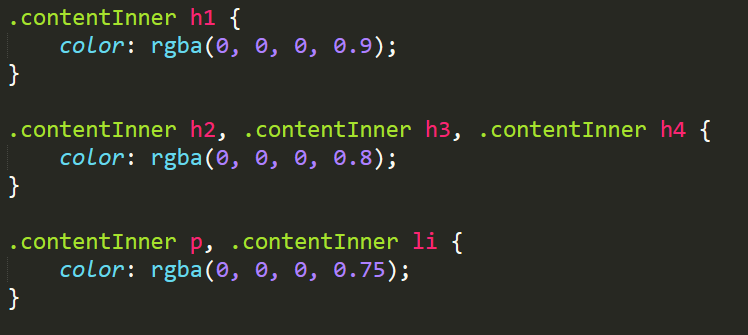 .contentInner h1 {
    color: rgba(0, 0, 0, 0.9);
}

.contentInner h2, .contentInner h3, .contentInner h4 {
    color: rgba(0, 0, 0, 0.8);
}

.contentInner p, .contentInner li {
    color: rgba(0, 0, 0, 0.75);
}